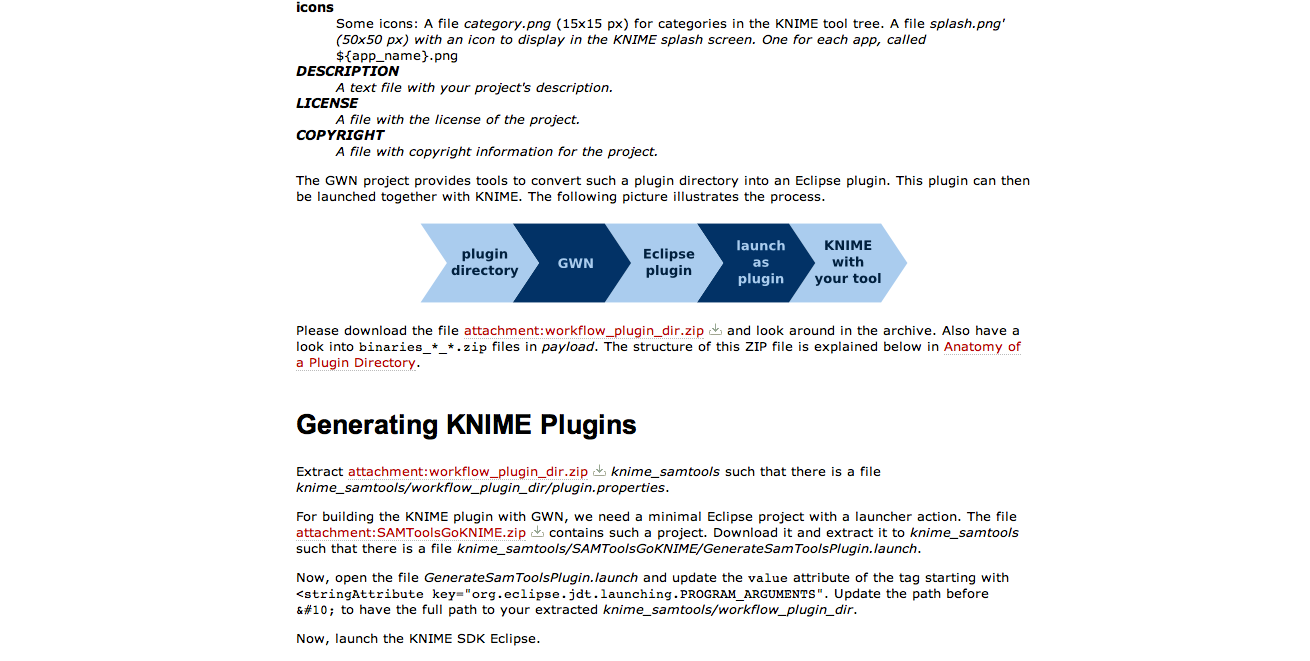 icons
Some icons: A file category.png (15x15 px) for categories in the KNIME tool tree. A file splash.png'
(50x50 px) with an icon to display in the KNIME splash screen. One for each app, called
${app_name}.png
DESCRIPTION
A text file with your project's description.
LICENSE
A file with the license of the project.
COPYRIGHT
A file with copyright information for the project.
The GWN project provides tools to convert such a plugin directory into an Eclipse plugin. This plugin can then
be launched together with KNIME. The following picture illustrates the process.
plugin
directory
GWN
Eclipse
plugin
launch
as
plugin
KNIME
with
your tool
Please download the file attachment:workflow_plugin_dir.zip and look around in the archive. Also have a
look into binaries_*_*.zip files in payload. The structure of this ZIP file is explained below in Anatomy of
a Plugin Directory.
Generating KNIME Plugins
Extract attachment:workflow_plugin_dir.zip knime_samtools such that there is a file
knime_samtools/workflow_plugin_dir/plugin.properties.
For building the KNIME plugin with GWN, we need a minimal Eclipse project with a launcher action. The file
attachment:SAMToolsGoKNIME.zip contains such a project. Download it and extract it to knime_samtools
such that there is a file knime_samtools/SAMToolsGoKNIME/GenerateSamToolsPlugin.launch.
Now, open the file GenerateSamToolsPlugin.launch and update the value attribute of the tag starting with
<stringAttribute key="org.eclipse.jdt.launching.PROGRAM_ARGUMENTS". Update the path before
&#10; to have the full path to your extracted knime_samtools/workflow_plugin_dir.
Now, launch the KNIME SDK Eclipse.